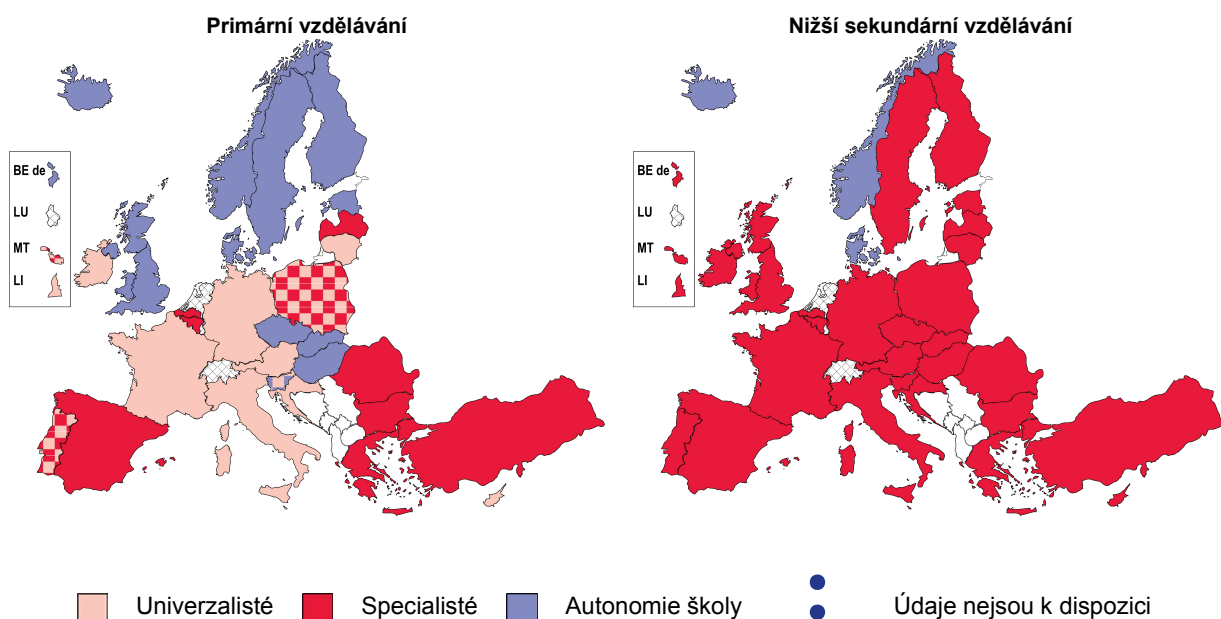 Primární vzdělávání
Nižší sekundární vzdělávání
BE de
LU
MT
LI
BE de
LU
MT
LI
Univerzalisté Specialisté Autonomie školy Údaje nejsou k dispozici